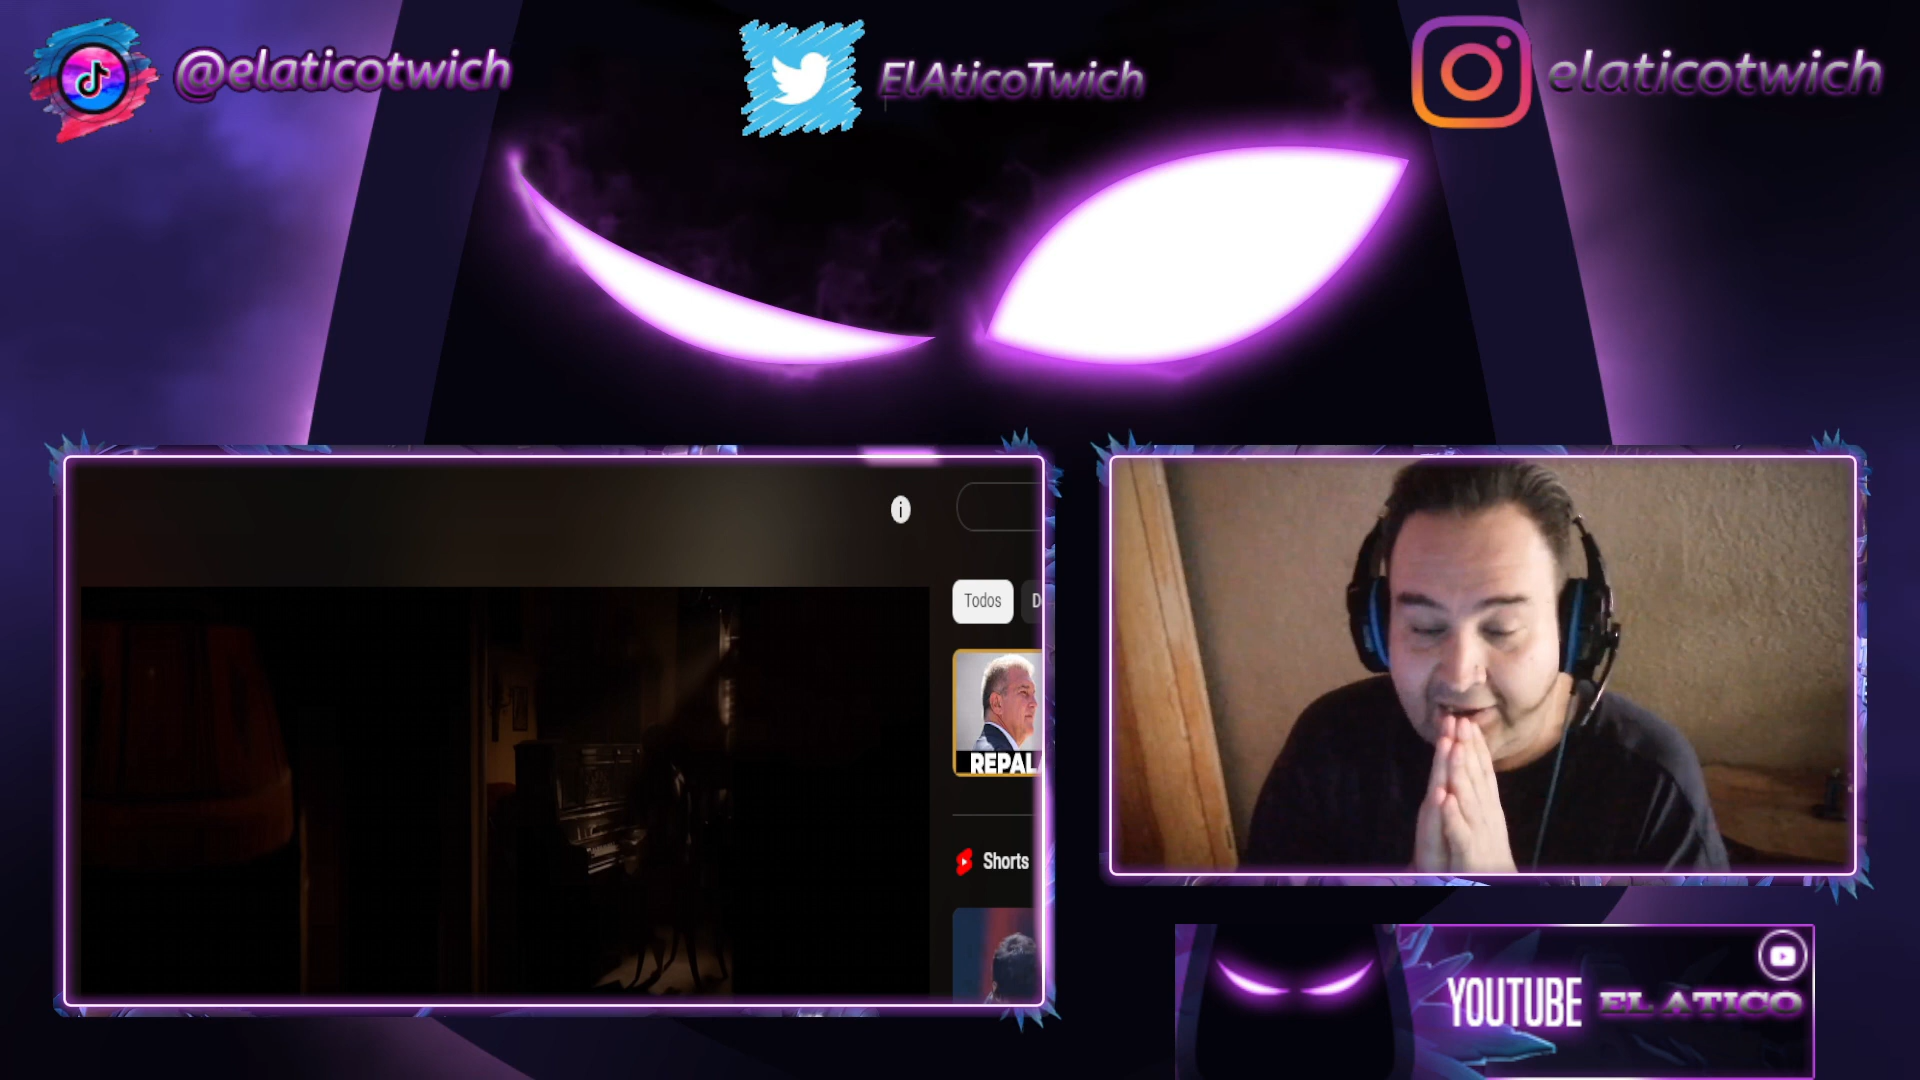 @elaticotwich
ElAticoTwich
elaticotwich
i
Todos
D
REPAL
Shorts
YOUTUBE EL ATICO